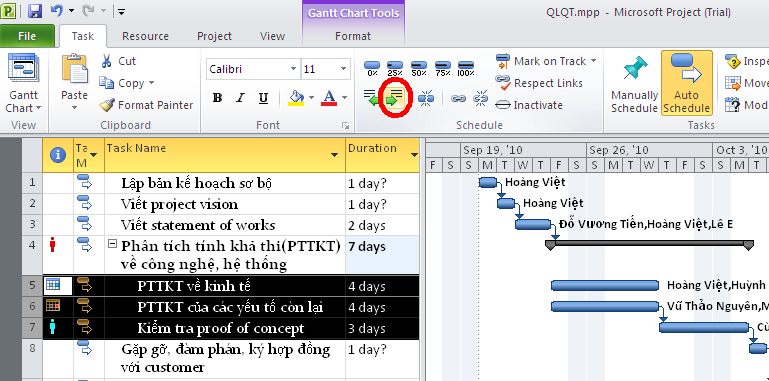 Gantt Chart Tools
QLQT.mpp - Microsoft Project (Trial)
File Task Resource Project View Format
Gantt Chart
View
Paste
Cut
Copy
Format Painter
Clipboard
Calibri 11
B I U A
Font
0% 25% 50% 75% 100%
Mark on Track
Respect Links
Inactivate
Schedule
Manually Schedule
Auto Schedule
Inspe
Move
Mod
Tasks
Ta M Task Name Duration
Sep 19, '10 Sep 26, '10 Oct 3, '10
F S S M T W T F S S M T W T F S S M T
1 Lập bản kế hoạch sơ bộ 1 day? Hoàng Việt
2 Viết project vision 1 day? Hoàng Việt
3 Viết statement of works 2 days Đỗ Vương Tiến,Hoàng Việt,Lê E
4 Phân tích tính khả thi(PTTKT) về công nghệ, hệ thống 7 days
5 PTTKT về kinh tế 4 days Hoàng Việt,Huỳnh
6 PTTKT của các yếu tố còn lại 4 days Vũ Thảo Nguyên,M
7 Kiểm tra proof of concept 3 days Cù
8 Gặp gỡ, đàm phán, ký hợp đồng với customer 1 day?